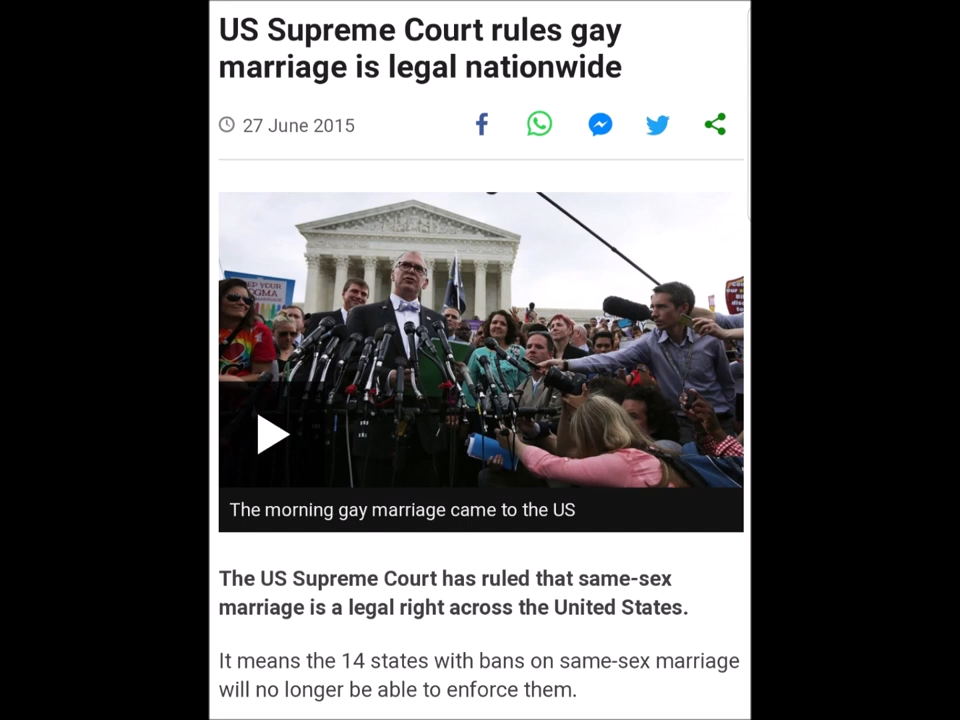 US Supreme Court rules gay
marriage is legal nationwide
27 June 2015
The morning gay marriage came to the US
The US Supreme Court has ruled that same-sex
marriage is a legal right across the United States.
It means the 14 states with bans on same-sex marriage
will no longer be able to enforce them.